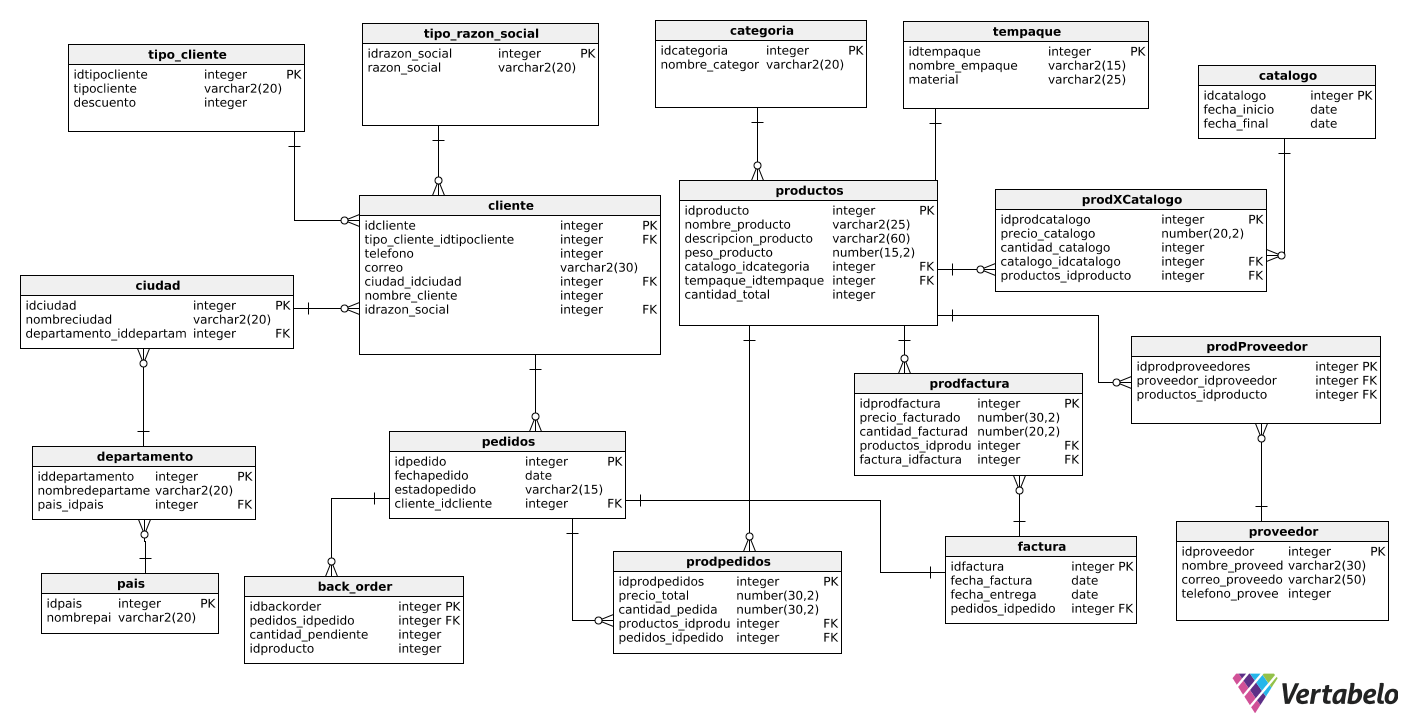 tipo_cliente
idtipocliente integer PK
tipocliente varchar2(20)
descuento integer
tipo_razon_social
idrazon_social integer PK
razon_social varchar2(20)
categoria
idcategoria integer PK
nombre_categor varchar2(20)
tempaque
idtempaque integer PK
nombre_empaque varchar2(15)
material varchar2(25)
catalogo
idcatalogo integer PK
fecha_inicio date
fecha_final date
cliente
idcliente integer PK
tipo_cliente_idtipocliente integer FK
telefono integer
correo varchar2(30)
ciudad_idciudad integer FK
nombre_cliente integer
idrazon_social integer FK
productos
idproducto integer PK
nombre_producto varchar2(25)
descripcion_producto varchar2(60)
peso_producto number(15,2)
catalogo_idcategoria integer FK
tempaque_idtempaque integer FK
cantidad_total integer
prodXCatalogo
idprodcatalogo integer PK
precio_catalogo number(20,2)
cantidad_catalogo integer
catalogo_idcatalogo integer FK
productos_idproducto integer FK
ciudad
idciudad integer PK
nombreciudad varchar2(20)
departamento_iddepartam integer FK
prodProveedor
idprodproveedores integer PK
proveedor_idproveedor integer FK
productos_idproducto integer FK
prodfactura
idprodfactura integer PK
precio_facturado number(30,2)
cantidad_facturad number(20,2)
productos_idprodu integer FK
factura_idfactura integer FK
departamento
iddepartamento integer PK
nombredepartame varchar2(20)
pais_idpais integer FK
pedidos
idpedido integer PK
fechapedido date
estadopedido varchar2(15)
cliente_idcliente integer FK
pais
idpais integer PK
nombrepai varchar2(20)
back_order
idbackorder integer PK
pedidos_idpedido integer FK
cantidad_pendiente integer
idproducto integer
prodpedidos
idprodpedidos integer PK
precio_total number(30,2)
cantidad_pedida number(30,2)
productos_idprodu integer FK
pedidos_idpedido integer FK
factura
idfactura integer PK
fecha_factura date
fecha_entrega date
pedidos_idpedido integer FK
proveedor
idproveedor integer PK
nombre_proveed varchar2(30)
correo_proveedo varchar2(50)
telefono_provee integer
Vertabelo